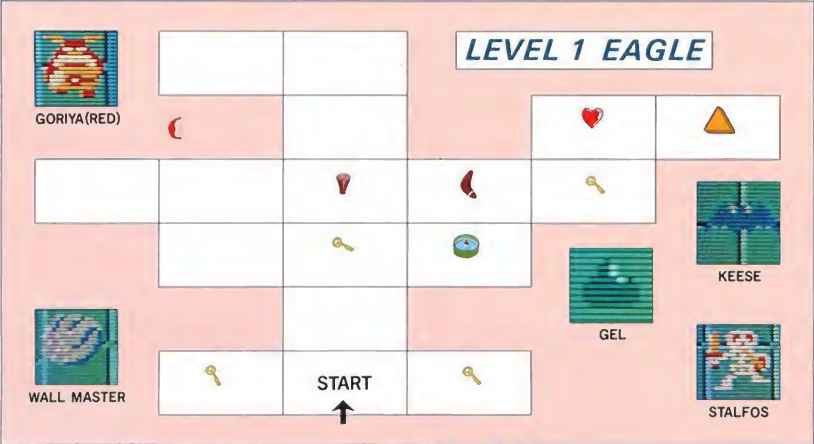 LEVEL 1 EAGLE
GORIYA(RED)
KEESE
GEL
WALL MASTER
START
STALFOS